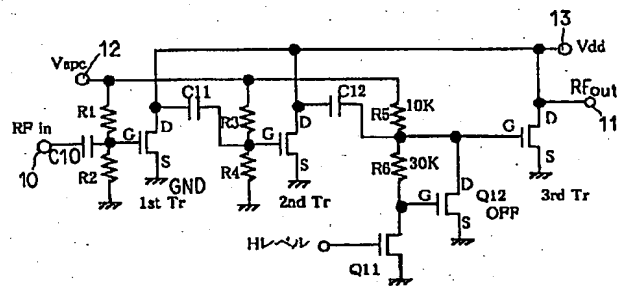 13
12
Vdd
Vapc
C11
C12
RFout
R1
R3
R5
10K
11
RF in
D
D
D
C10
G
G
G
10
S
R6
30K
S
S
R2
GND
R4
D
Q12
3rd Tr
1st Tr
2nd Tr
G
OFF
S
Hレベル
Q11